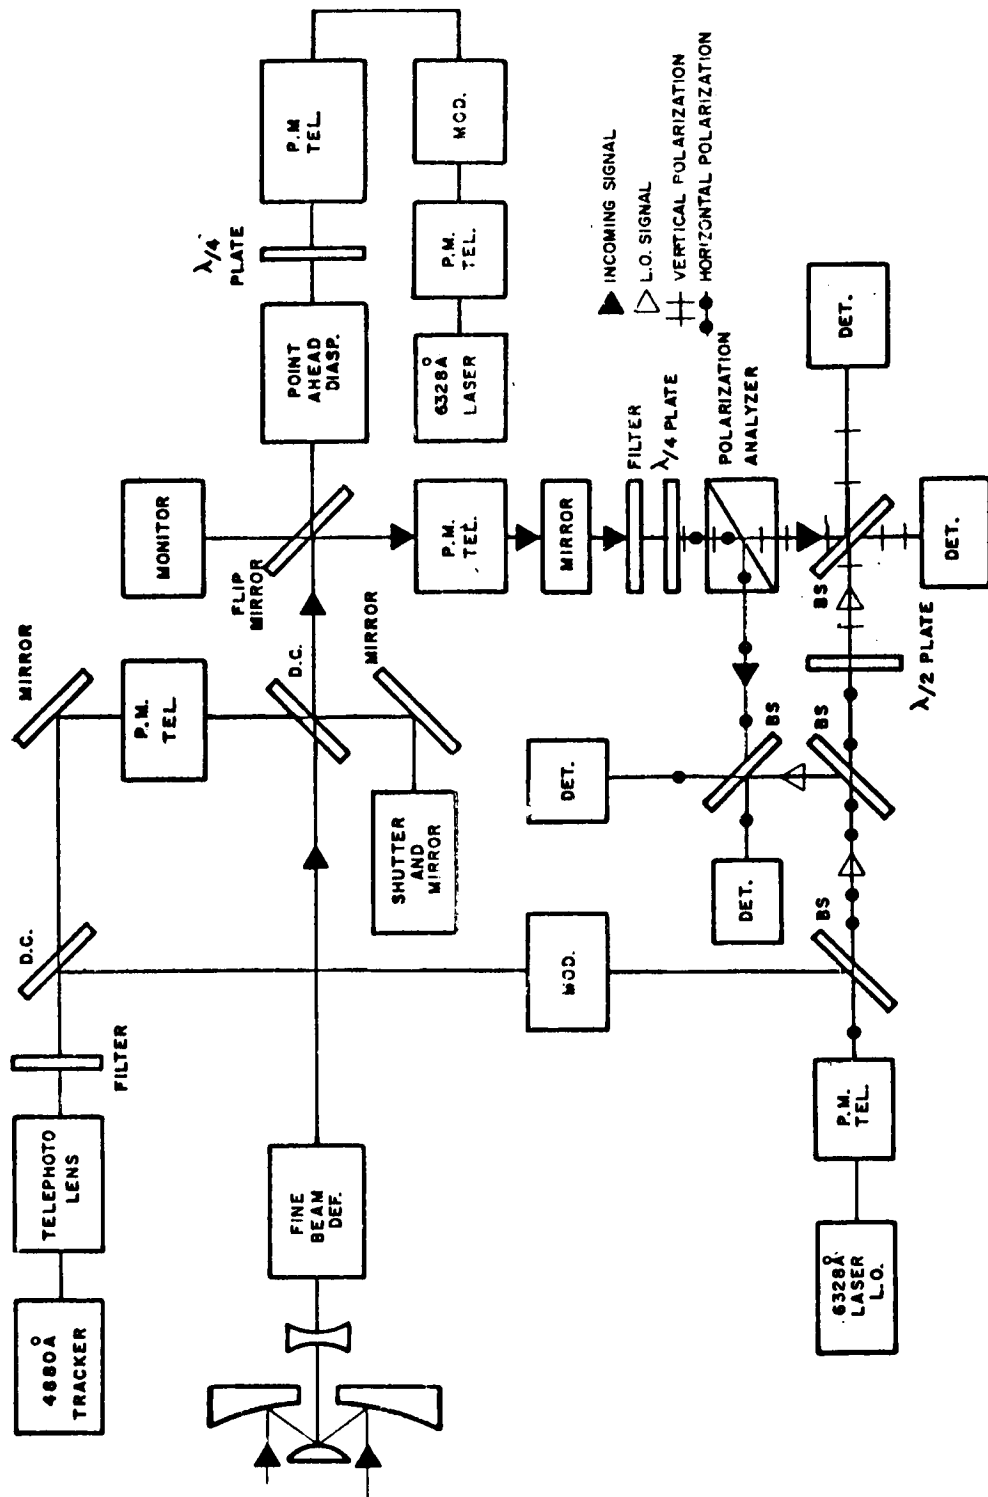 4880Å
TRACKER
TELEPHOTO
LENS
FILTER
D.C.
MIRROR
P.M.
TEL.
FINE
BEAM
DEF.
SHUTTER
AND
MIRROR
D.C.
MIRROR
MONITOR
FLIP
MIRROR
POINT
AHEAD
DIASP.
λ/4
PLATE
P.M
TEL.
MOD.
P.M.
TEL.
6328Å
LASER
P.M.
TEL.
MIRROR
FILTER
λ/4 PLATE
POLARIZATION
ANALYZER
INCOMING SIGNAL
L.O. SIGNAL
VERTICAL POLARIZATION
HORIZONTAL POLARIZATION
MOD.
DET.
DET.
BS
6328Å
LASER
L.O.
P.M.
TEL.
BS
BS
λ/2 PLATE
BS
DET.
DET.